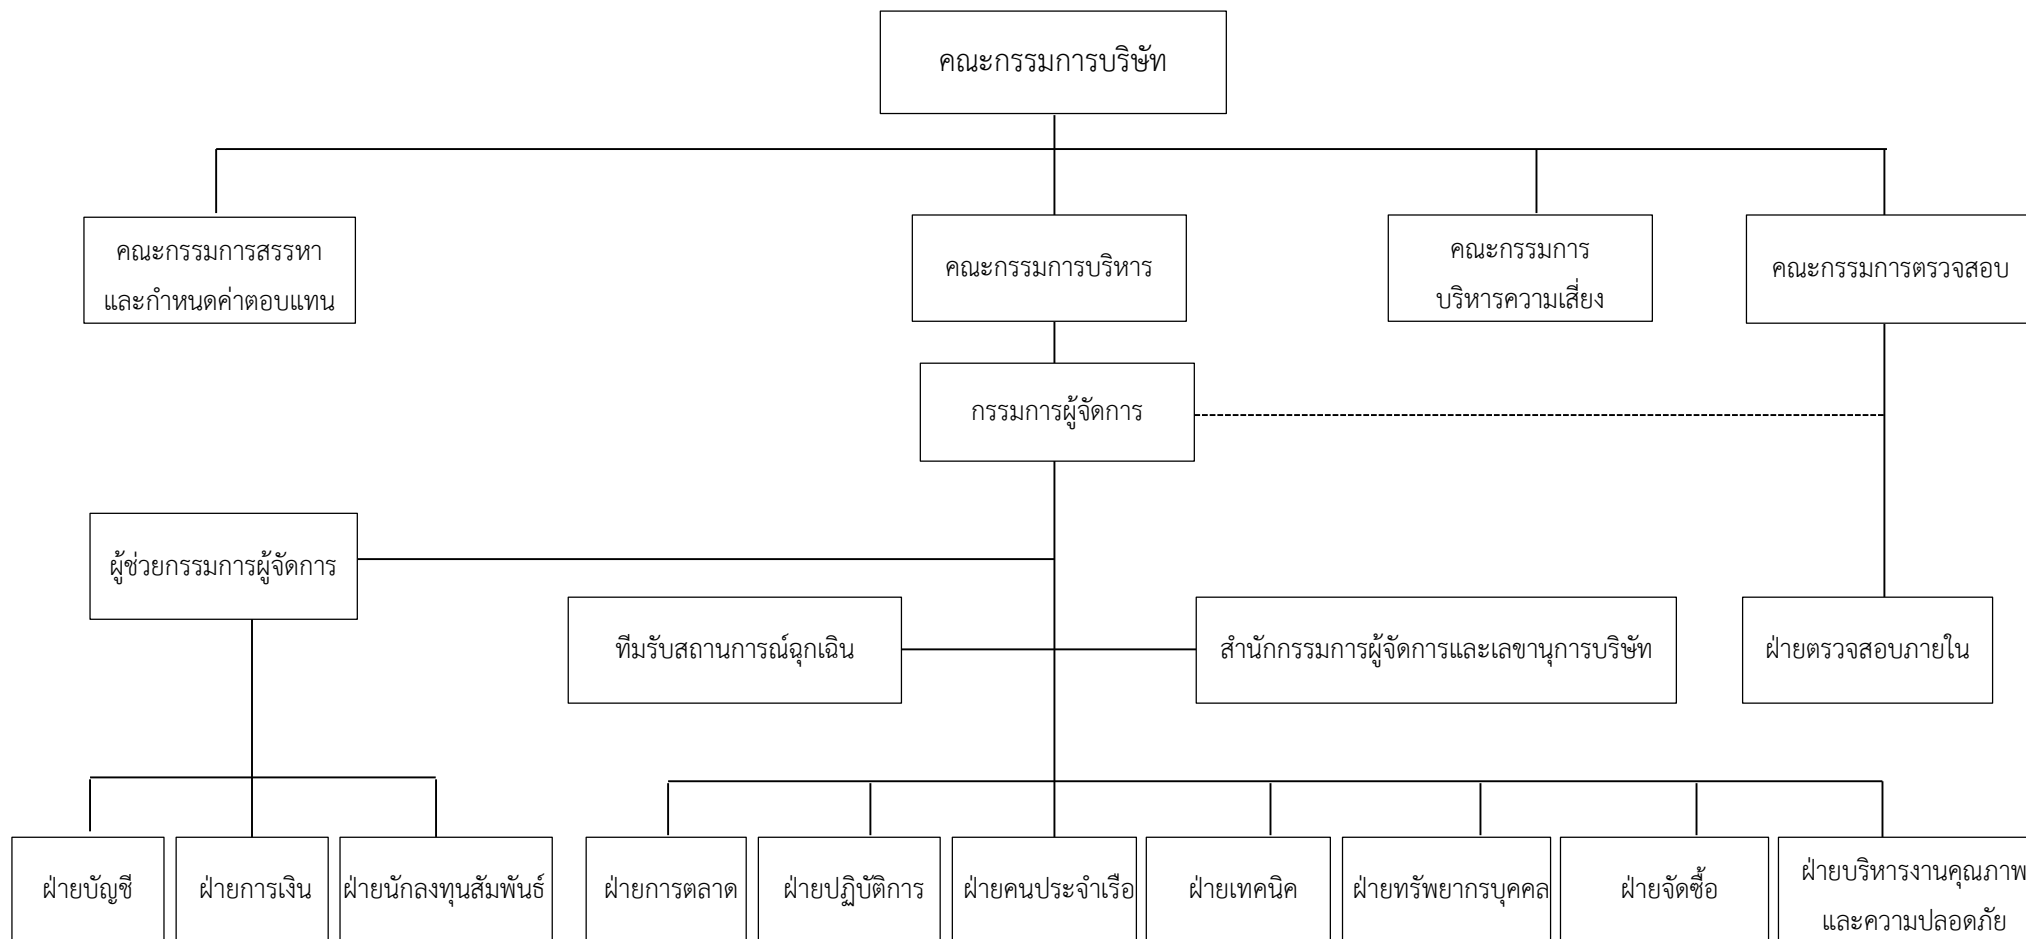 คณะกรรมการบริษัท
คณะกรรมการสรรหา
และกำหนดค่าตอบแทน
คณะกรรมการบริหาร
คณะกรรมการ
บริหารความเสี่ยง
คณะกรรมการตรวจสอบ
กรรมการผู้จัดการ
ผู้ช่วยกรรมการผู้จัดการ
ทีมรับสถานการณ์ฉุกเฉิน
สำนักกรรมการผู้จัดการและเลขานุการบริษัท
ฝ่ายตรวจสอบภายใน
ฝ่ายบัญชี
ฝ่ายการเงิน
ฝ่ายนักลงทุนสัมพันธ์
ฝ่ายการตลาด
ฝ่ายปฏิบัติการ
ฝ่ายคนประจำเรือ
ฝ่ายเทคนิค
ฝ่ายทรัพยากรบุคคล
ฝ่ายจัดซื้อ
ฝ่ายบริหารงานคุณภาพ
และความปลอดภัย